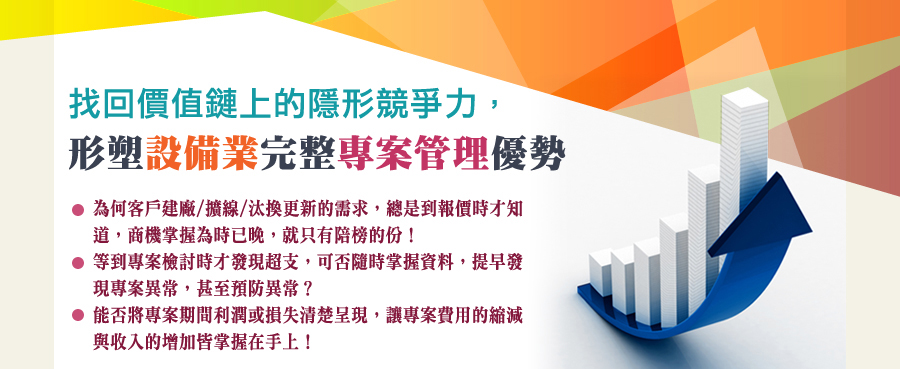 找回價值鏈上的隱形競爭力，
形塑設備業完整專案管理優勢
● 為何客戶建廠/擴線/汰換更新的需求，總是到報價時才知
道，商機掌握為時已晚，就只有陪榜的份！
● 等到專案檢討時才發現超支，可否隨時掌握資料，提早發
現專案異常，甚至預防異常？
● 能否將專案期間利潤或損失清楚呈現，讓專案費用的縮減
與收入的增加皆掌握在手上！